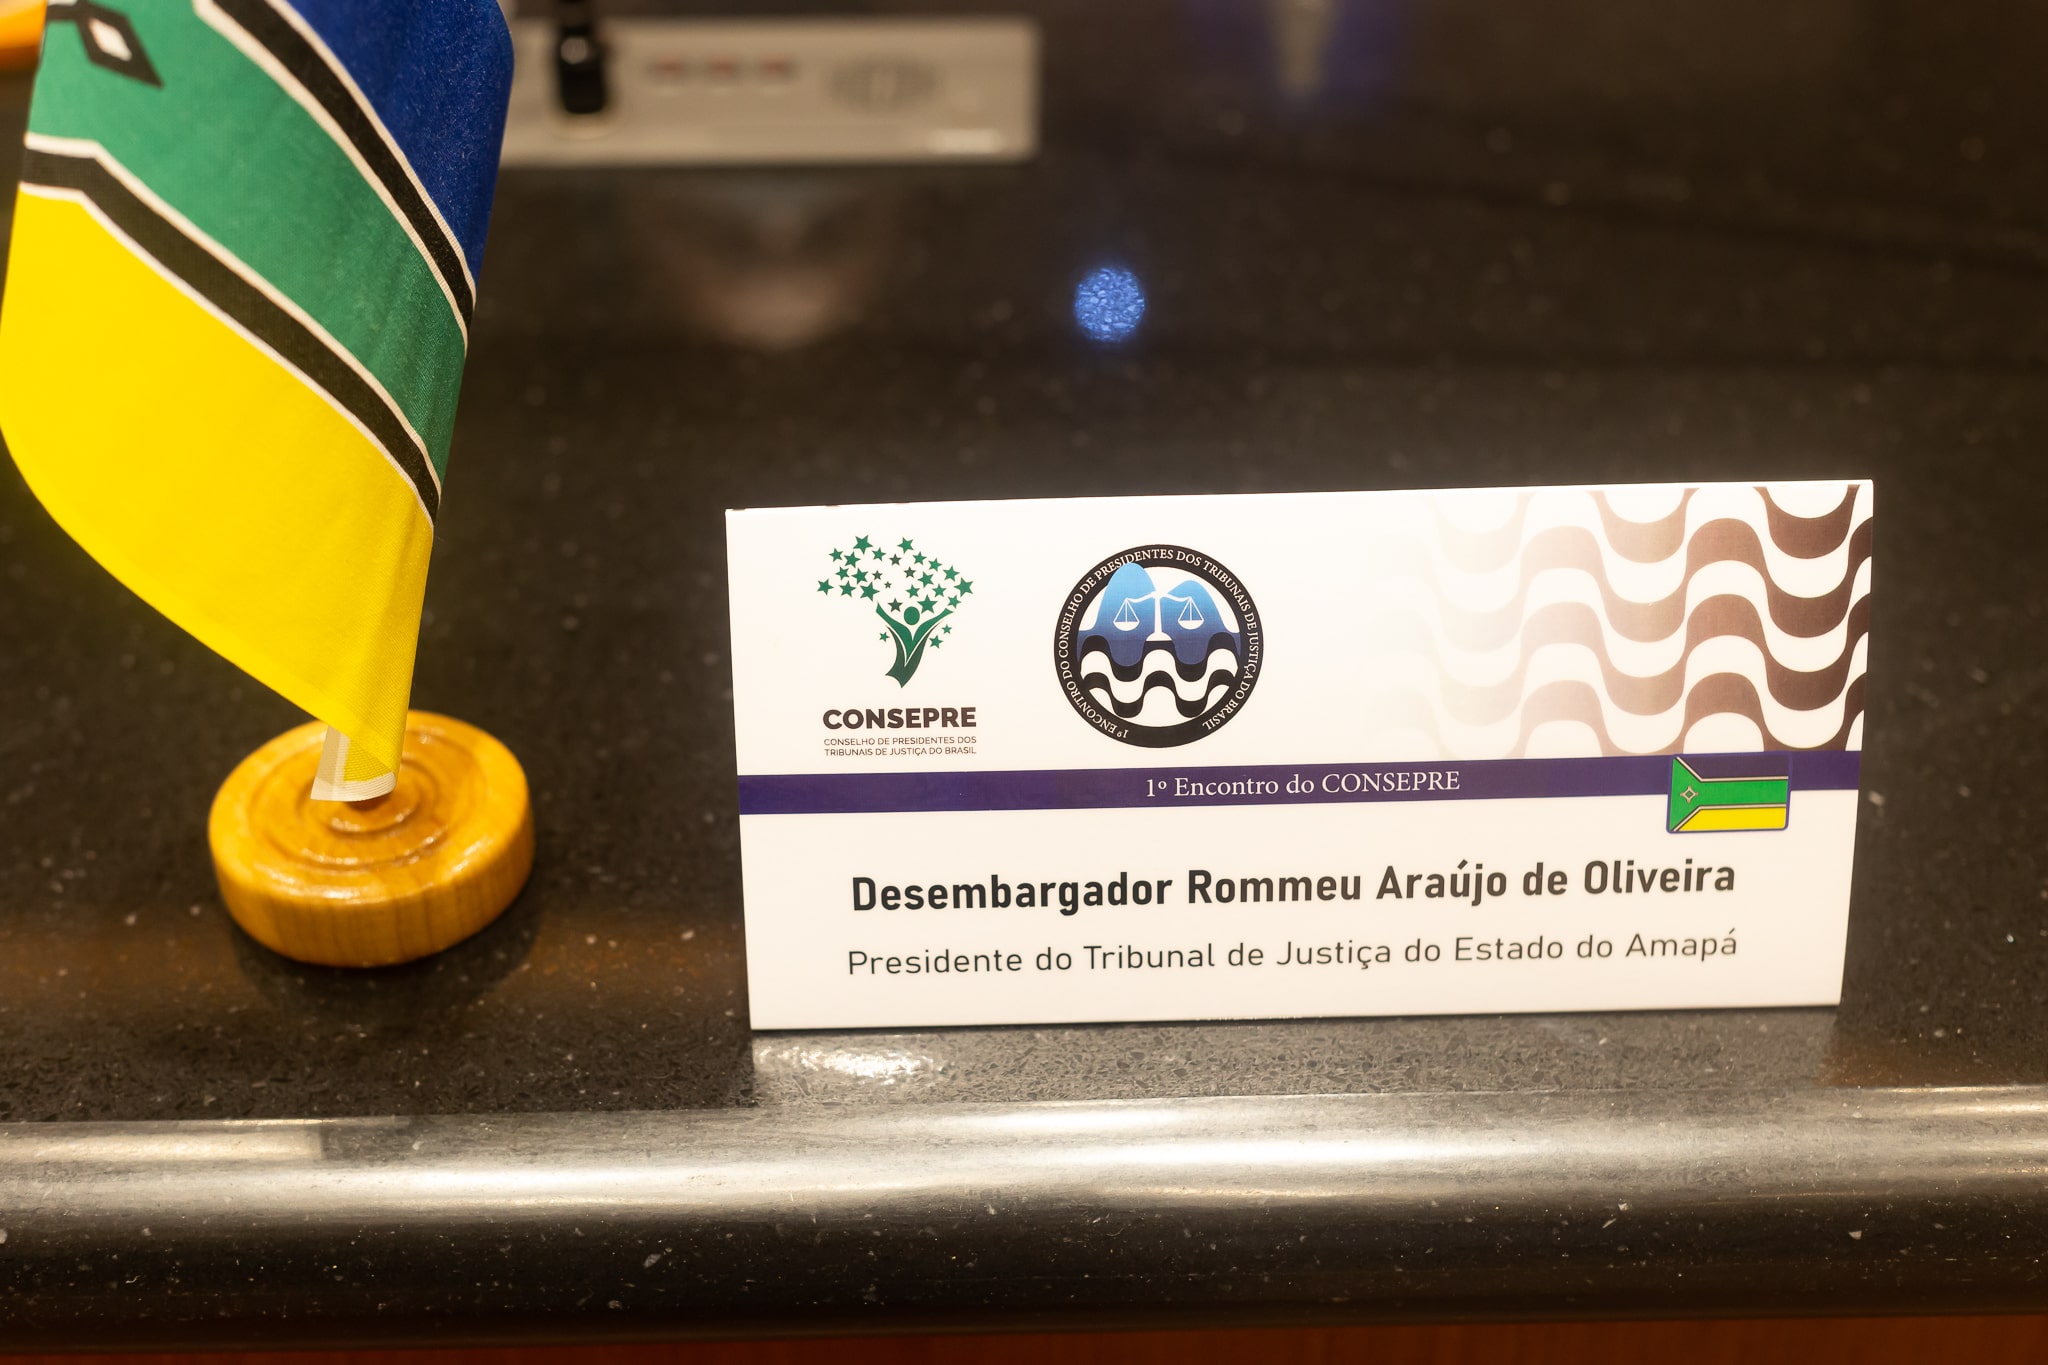 CONSEPRE
CONSELHO DE PRESIDENTES DOS
TRIBUNAIS DE JUSTIÇA DO BRASIL
1º ENCONTRO DO CONSELHO DE PRESIDENTES DOS TRIBUNAIS DE JUSTIÇA DO BRASIL
1º Encontro do CONSEPRE
Desembargador Rommeu Araújo de Oliveira
Presidente do Tribunal de Justiça do Estado do Amapá